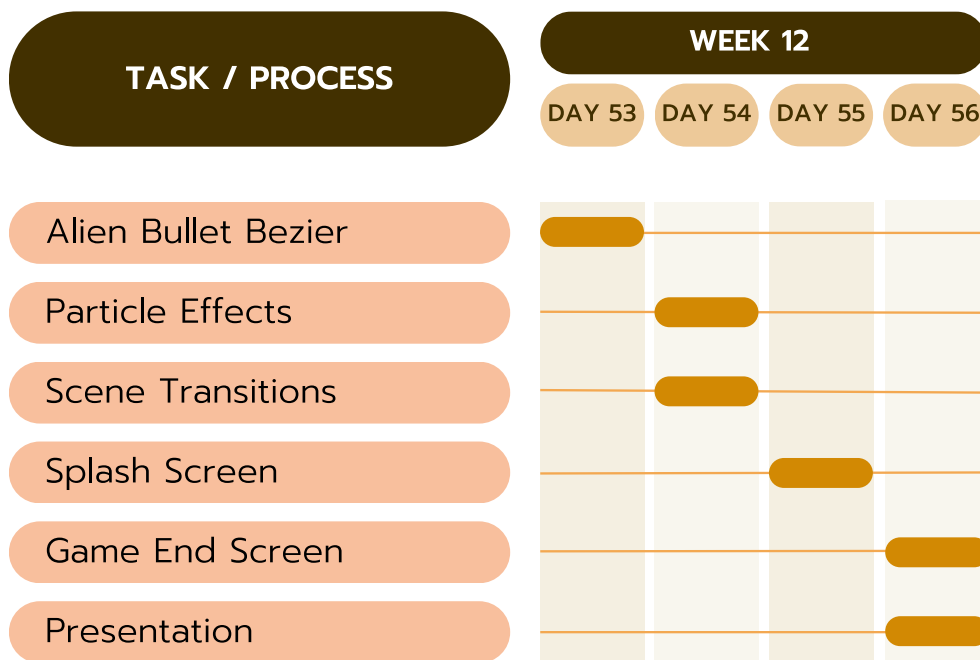 TASK / PROCESS
WEEK 12
DAY 53
DAY 54
DAY 55
DAY 56
Alien Bullet Bezier
Particle Effects
Scene Transitions
Splash Screen
Game End Screen
Presentation